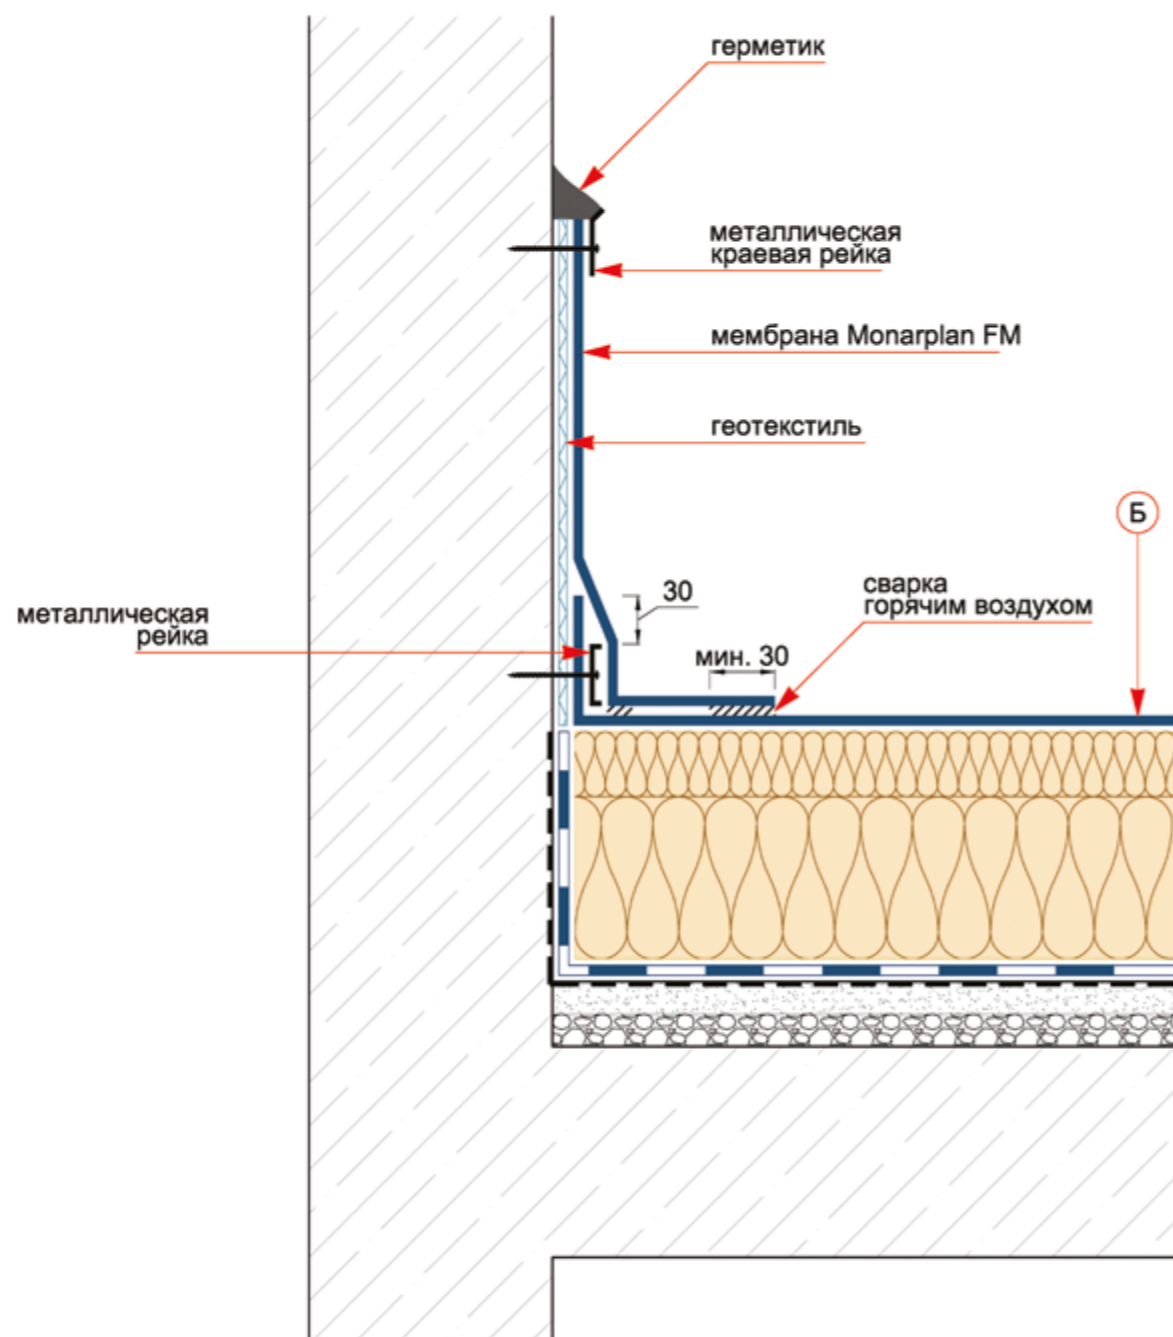 герметик
металлическая
краевая рейка
мембрана Monarplan FM
геотекстиль
Б
сварка
горячим воздухом
30
металлическая
рейка
мин. 30